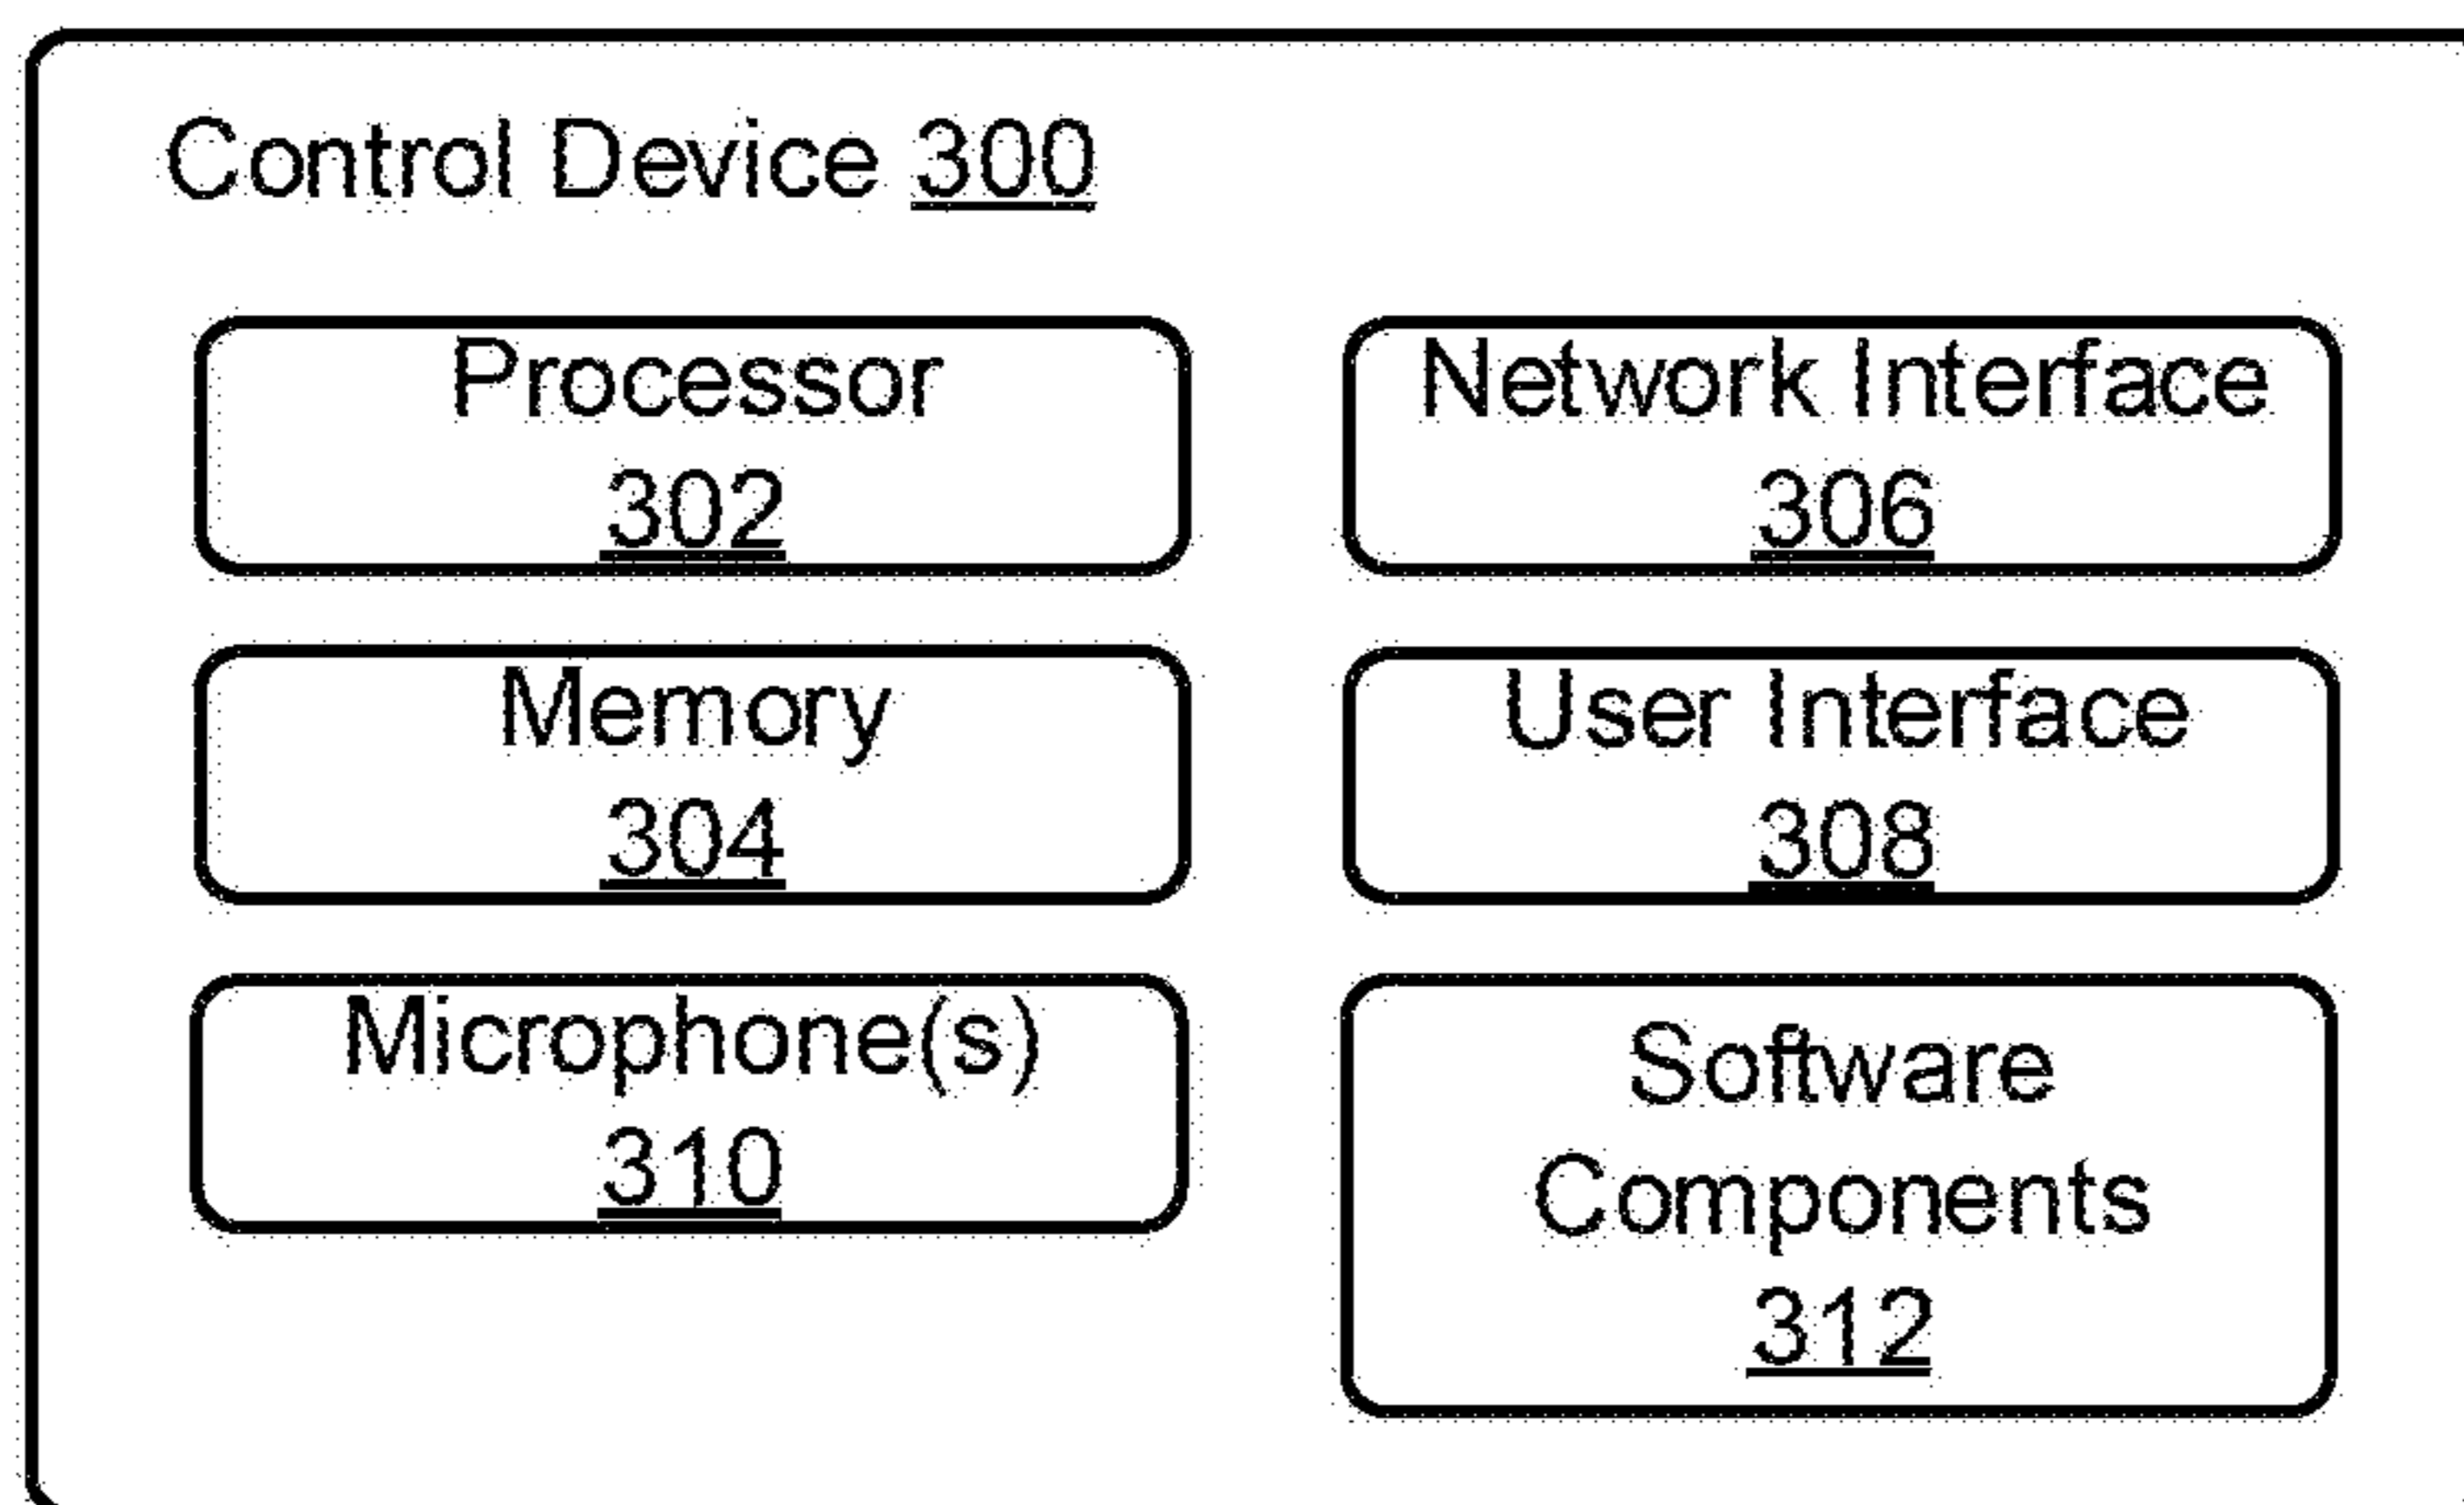 Control Device 300
Processor
302
Network Interface
306
Memory
304
User Interface
308
Microphone(s)
310
Software
Components
312